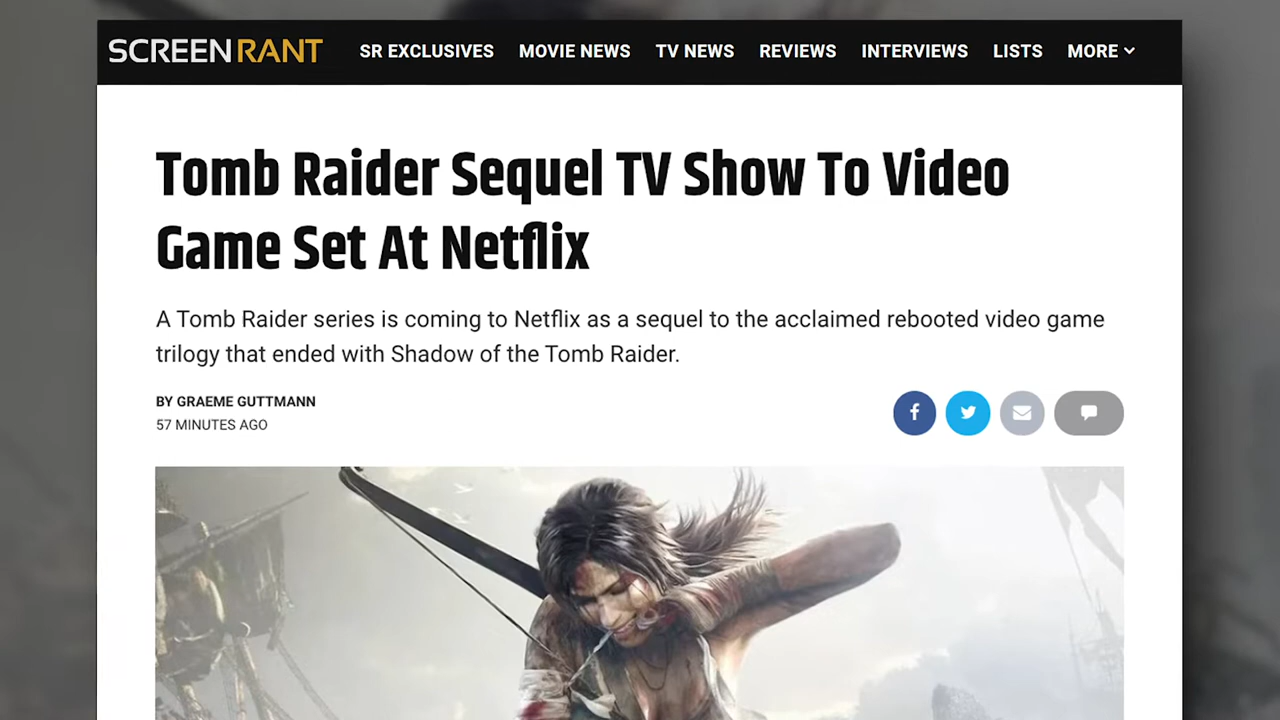 SCREENRANT SR EXCLUSIVES MOVIE NEWS TV NEWS REVIEWS INTERVIEWS LISTS MORE
Tomb Raider Sequel TV Show To Video
Game Set At Netflix
A Tomb Raider series is coming to Netflix as a sequel to the acclaimed rebooted video game
trilogy that ended with Shadow of the Tomb Raider.
BY GRAEME GUTTMANN
57 MINUTES AGO